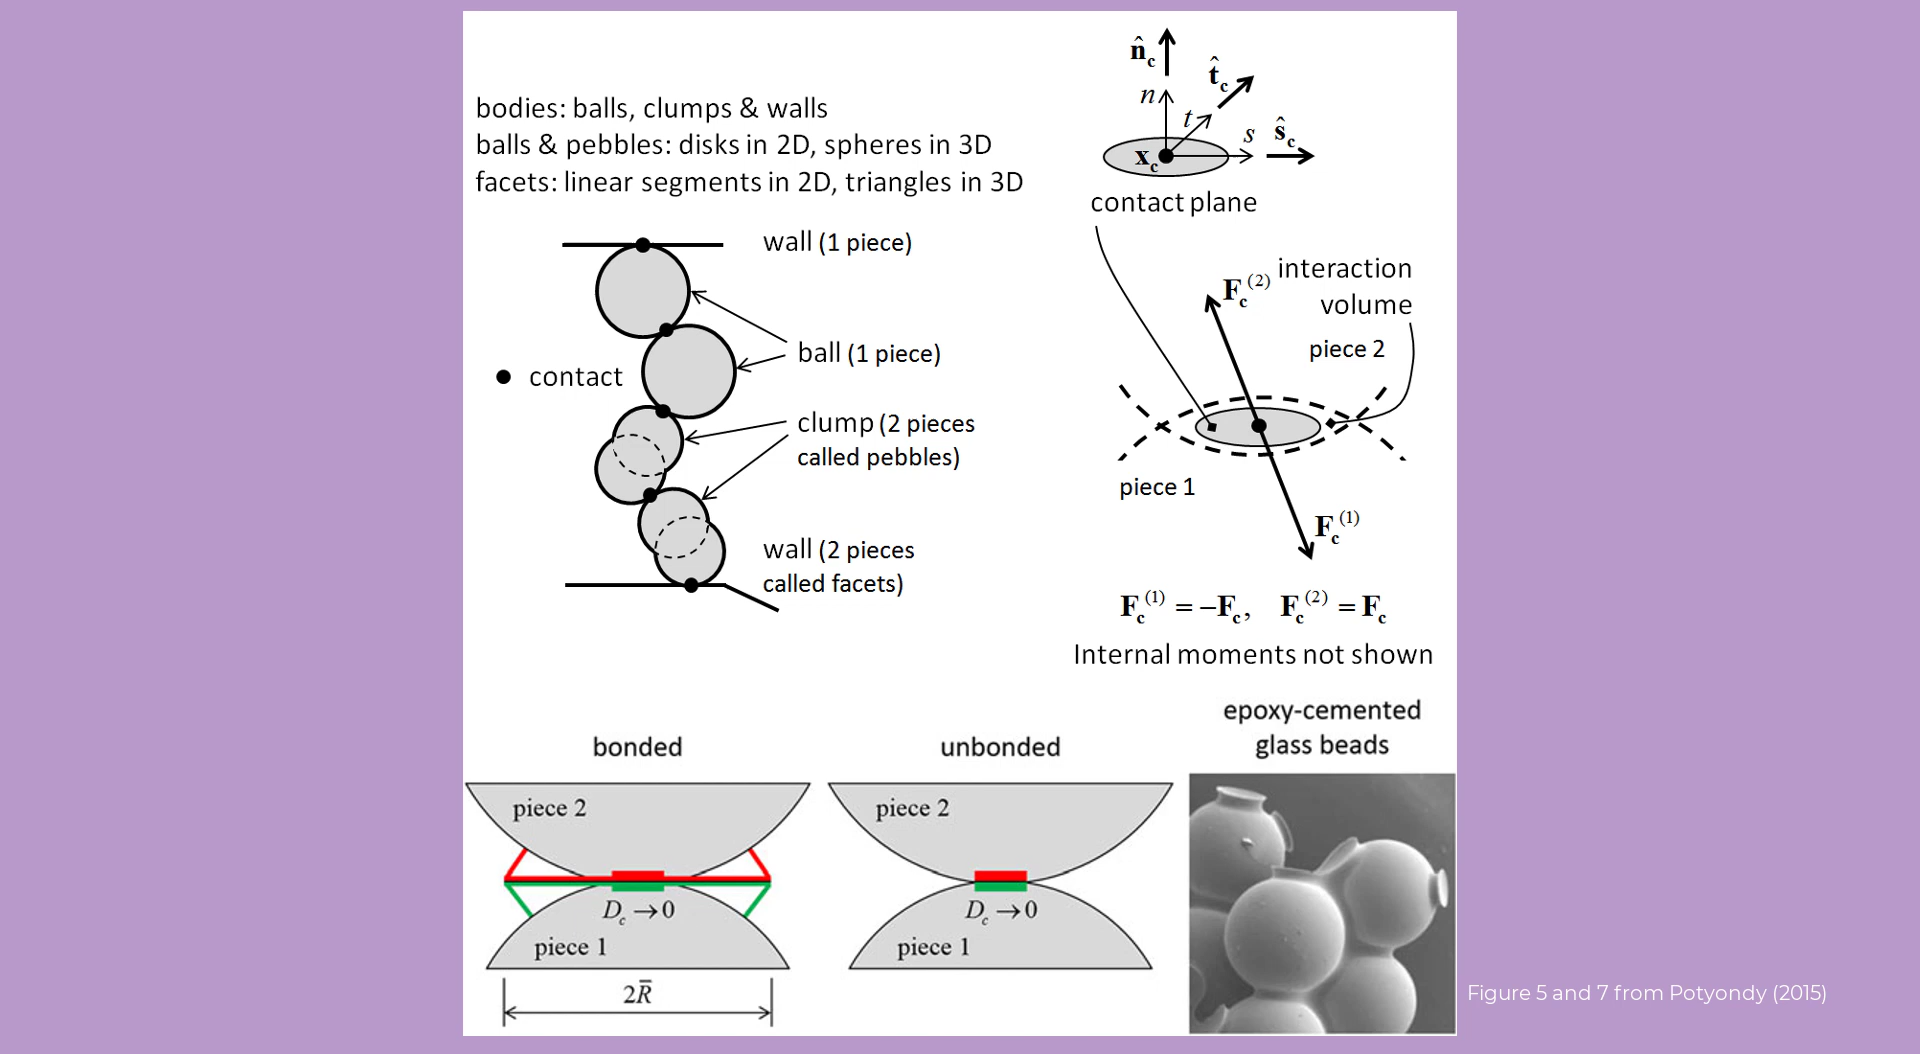 bodies: balls, clumps & walls
balls & pebbles: disks in 2D, spheres in 3D
facets: linear segments in 2D, triangles in 3D
wall (1 piece)
ball (1 piece)
contact
clump (2 pieces
called pebbles)
wall (2 pieces
called facets)
n̂c
t̂c
n
t
s
ŝc
xc
contact plane
Fc(2)
interaction
volume
piece 2
piece 1
Fc(1)
Fc(1) = −Fc, Fc(2) = Fc
Internal moments not shown
bonded
piece 2
Dc → 0
piece 1
2R̄
unbonded
piece 2
Dc → 0
piece 1
epoxy-cemented
glass beads
Figure 5 and 7 from Potyondy (2015)